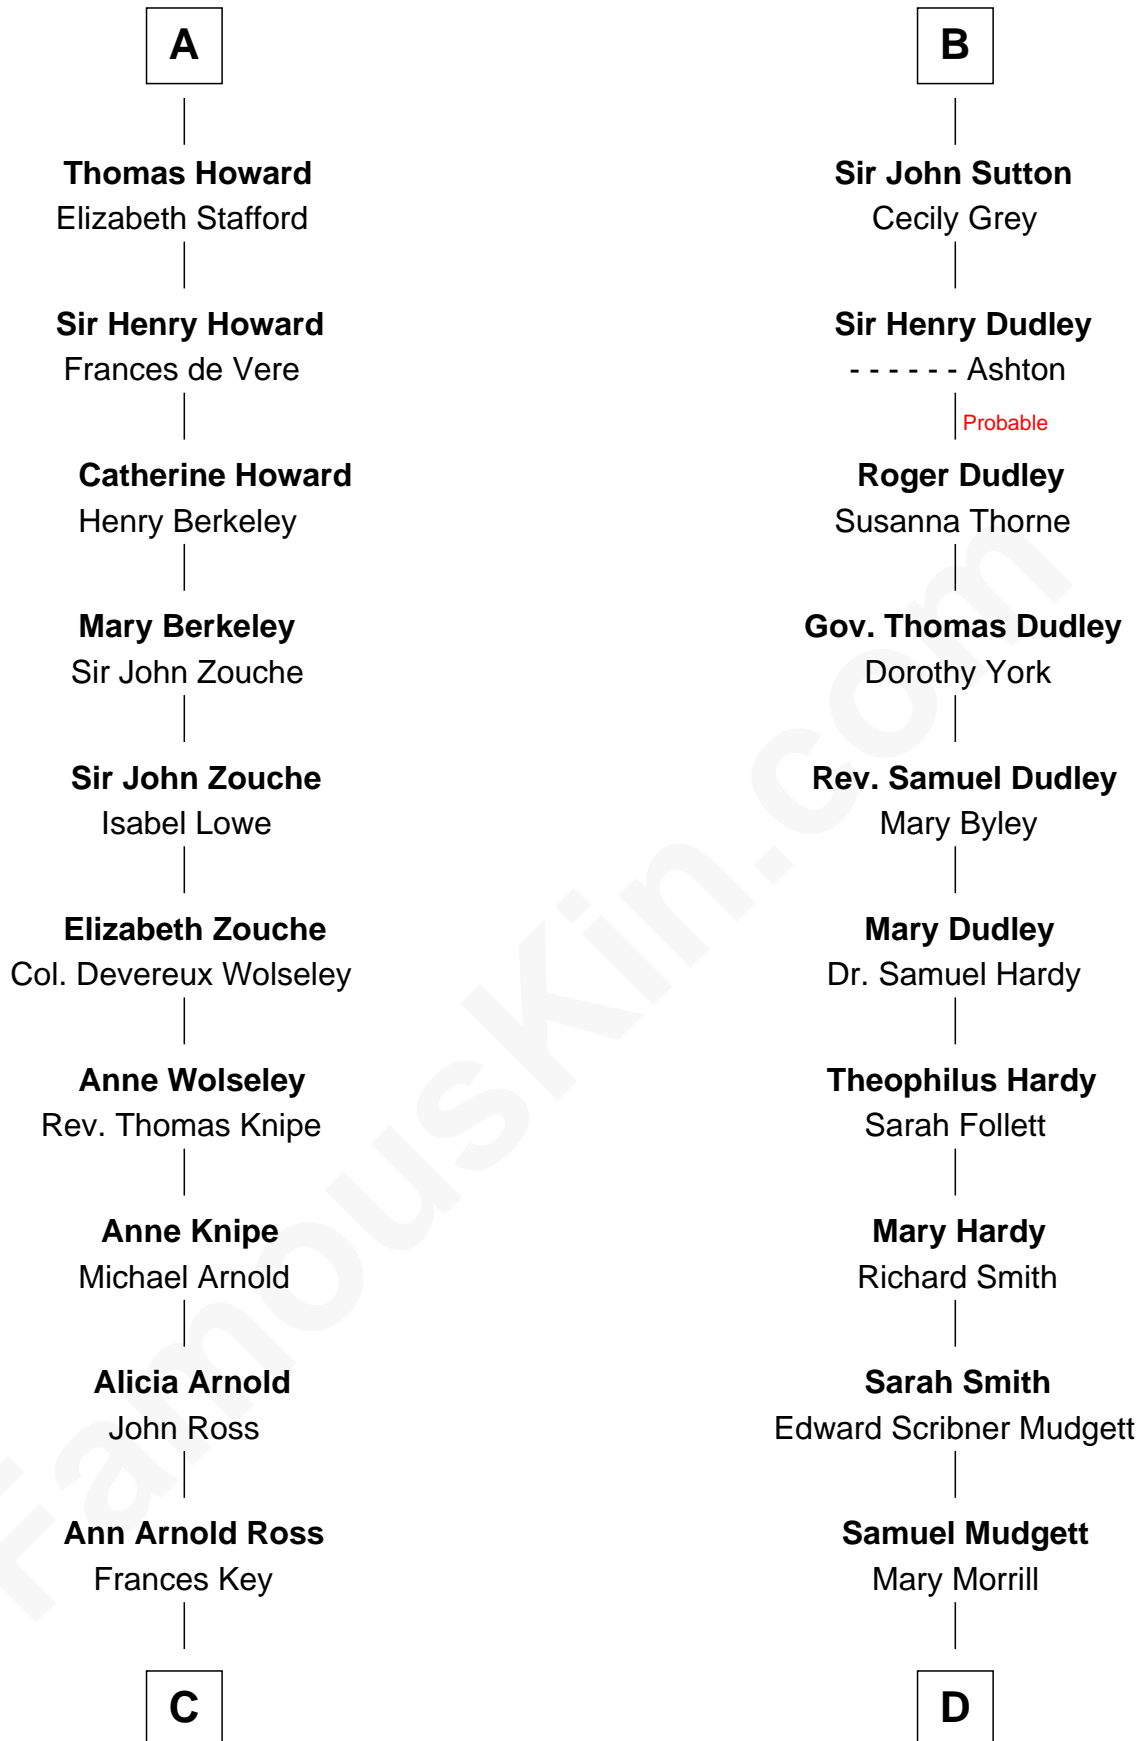 A
Thomas Howard
Elizabeth Stafford
Sir Henry Howard
Frances de Vere
Catherine Howard
Henry Berkeley
Mary Berkeley
Sir John Zouche
Sir John Zouche
Isabel Lowe
Elizabeth Zouche
Col. Devereux Wolseley
Anne Wolseley
Rev. Thomas Knipe
Anne Knipe
Michael Arnold
Alicia Arnold
John Ross
Ann Arnold Ross
Frances Key
C
B
Sir John Sutton
Cecily Grey
Sir Henry Dudley
- - - - - - Ashton
Probable
Roger Dudley
Susanna Thorne
Gov. Thomas Dudley
Dorothy York
Rev. Samuel Dudley
Mary Byley
Mary Dudley
Dr. Samuel Hardy
Theophilus Hardy
Sarah Follett
Mary Hardy
Richard Smith
Sarah Smith
Edward Scribner Mudgett
Samuel Mudgett
Mary Morrill
D
FamousKin.com